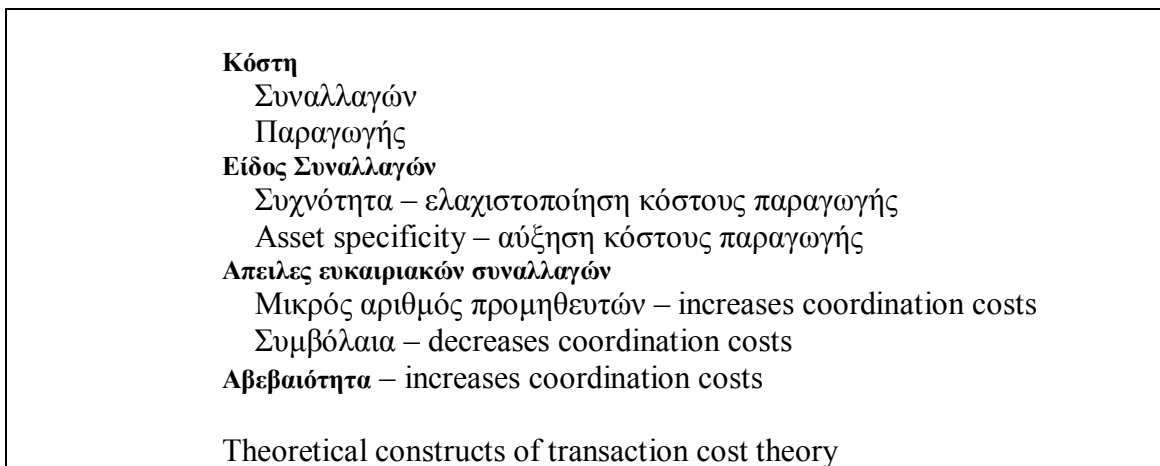 Κόστη
Συναλλαγών
Παραγωγής
Είδος Συναλλαγών
Συχνότητα – ελαχιστοποίηση κόστους παραγωγής
Asset specificity – αύξηση κόστους παραγωγής
Απειλες ευκαιριακών συναλλαγών
Μικρός αριθμός προμηθευτών – increases coordination costs
Συμβόλαια – decreases coordination costs
Αβεβαιότητα – increases coordination costs
Theoretical constructs of transaction cost theory